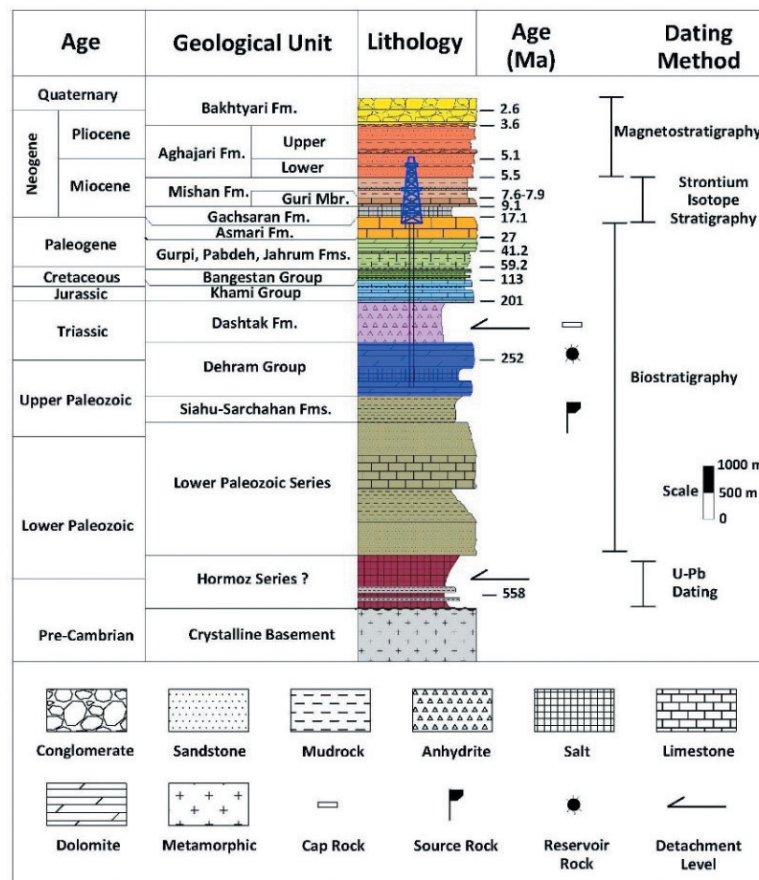 Age
Geological Unit
Lithology
Age
(Ma)
Dating
Method
Quaternary
Neogene
Pliocene
Miocene
Paleogene
Cretaceous
Jurassic
Triassic
Upper Paleozoic
Lower Paleozoic
Pre-Cambrian
Bakhtyari Fm.
Aghajari Fm.
Upper
Lower
Mishan Fm.
Guri Mbr.
Gachsaran Fm.
Asmari Fm.
Gurpi, Pabdeh, Jahrum Fms.
Bangestan Group
Khami Group
Dashtak Fm.
Dehram Group
Siahu-Sarchahan Fms.
Lower Paleozoic Series
Hormoz Series ?
Crystalline Basement
2.6
3.6
5.1
5.5
7.6-7.9
9.1
17.1
27
41.2
59.2
113
201
252
558
Magnetostratigraphy
Strontium
Isotope
Stratigraphy
Biostratigraphy
U-Pb
Dating
Scale
1000 m
500 m
0
Conglomerate
Sandstone
Mudrock
Anhydrite
Salt
Limestone
Dolomite
Metamorphic
Cap Rock
Source Rock
Reservoir
Rock
Detachment
Level